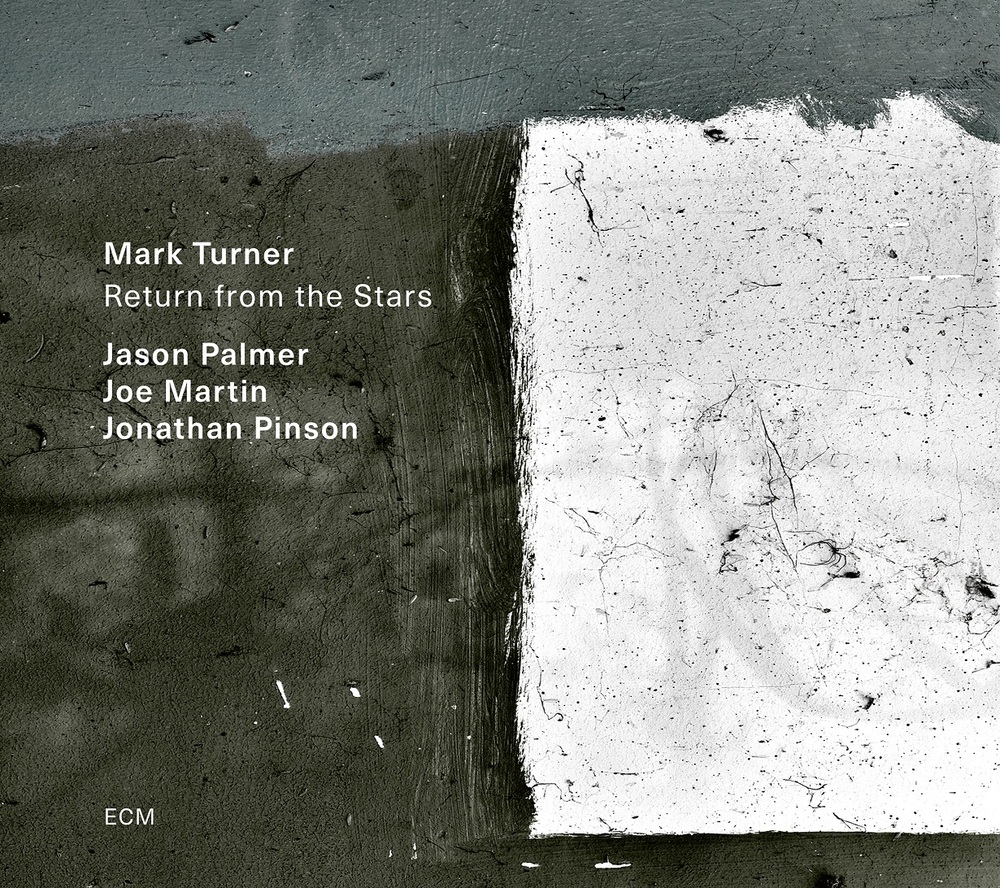 Mark Turner
Return from the Stars
Jason Palmer
Joe Martin
Jonathan Pinson
ECM